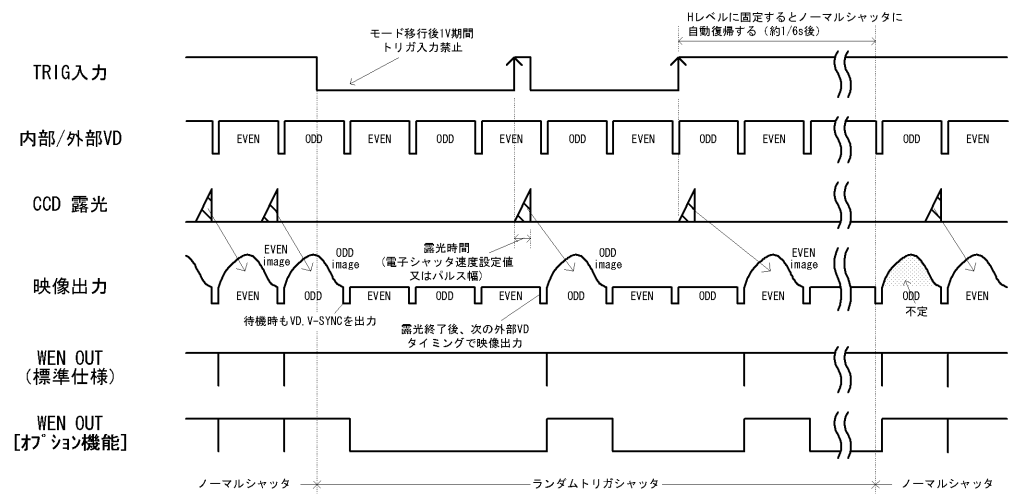 Hレベルに固定するとノーマルシャッタに
自動復帰する（約1/6s後）
モード移行後1V期間
トリガ入力禁止
TRIG入力
内部/外部VD
EVEN ODD EVEN ODD EVEN ODD EVEN ODD EVEN ODD EVEN
CCD 露光
露光時間
(電子シャッタ速度設定値
又はパルス幅)
EVEN
image
ODD
image
ODD
image
EVEN
image
映像出力
EVEN ODD EVEN ODD EVEN ODD EVEN ODD EVEN ODD EVEN
不定
待機時もVD,V-SYNCを出力
露光終了後、次の外部VD
タイミングで映像出力
WEN OUT
(標準仕様)
WEN OUT
[オプション機能]
ノーマルシャッタ ランダムトリガシャッタ ノーマルシャッタ